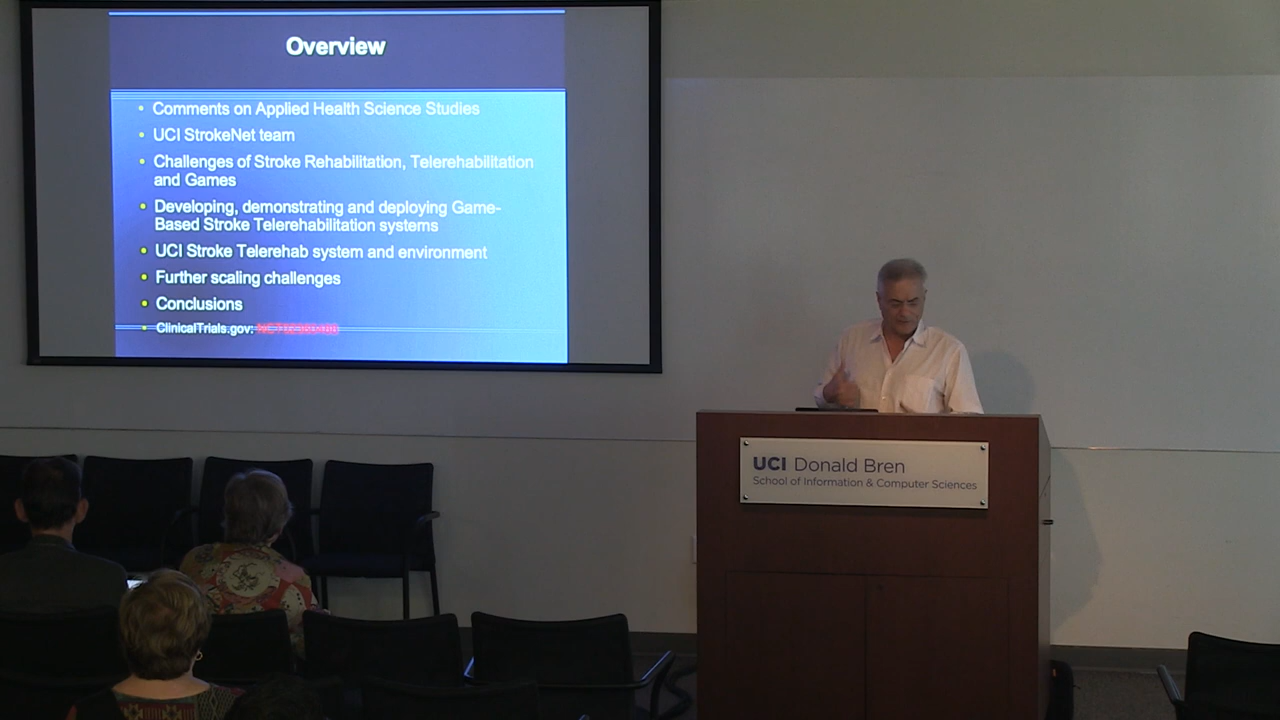 Overview
• Comments on Applied Health Science Studies
• UCI StrokeNet team
• Challenges of Stroke Rehabilitation, Telerehabilitation
and Games
• Developing, demonstrating and deploying Game-
Based Stroke Telerehabilitation systems
• UCI Stroke Telerehab system and environment
• Further scaling challenges
• Conclusions
• ClinicalTrials.gov:
UCI Donald Bren
School of Information & Computer Sciences